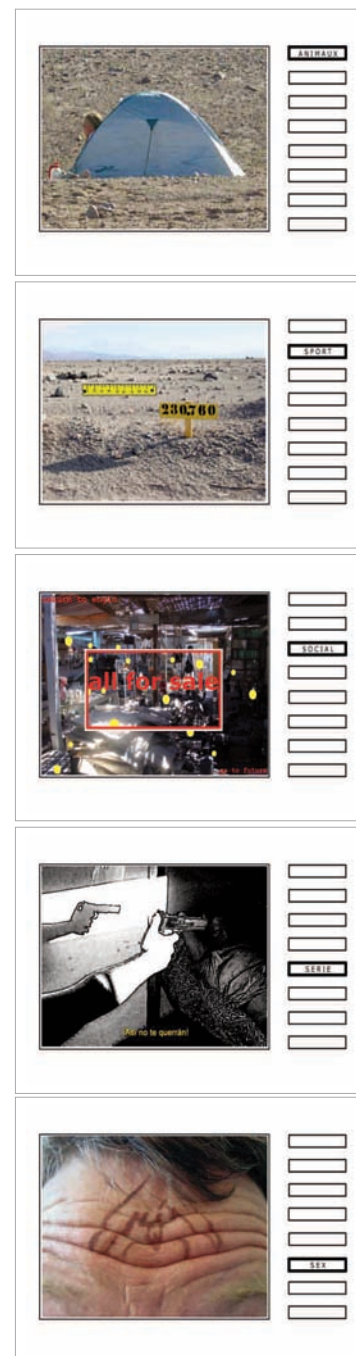 ANIMAUX
SPORT
230,760
SOCIAL
all for sale
SERIE
¡Así no te querrán!
SEX